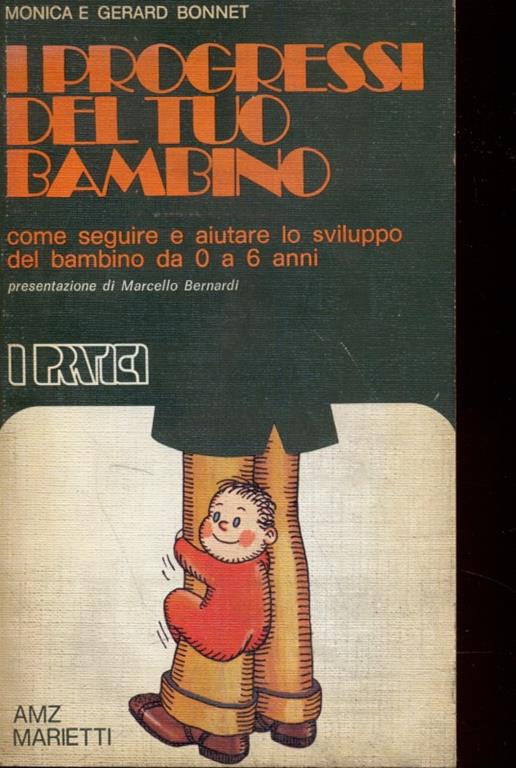 MONICA E GERARD BONNET
I PROGRESSI
DEL TUO
BAMBINO
come seguire e aiutare lo sviluppo
del bambino da 0 a 6 anni
presentazione di Marcello Bernardi
I PRATICI
AMZ
MARIETTI